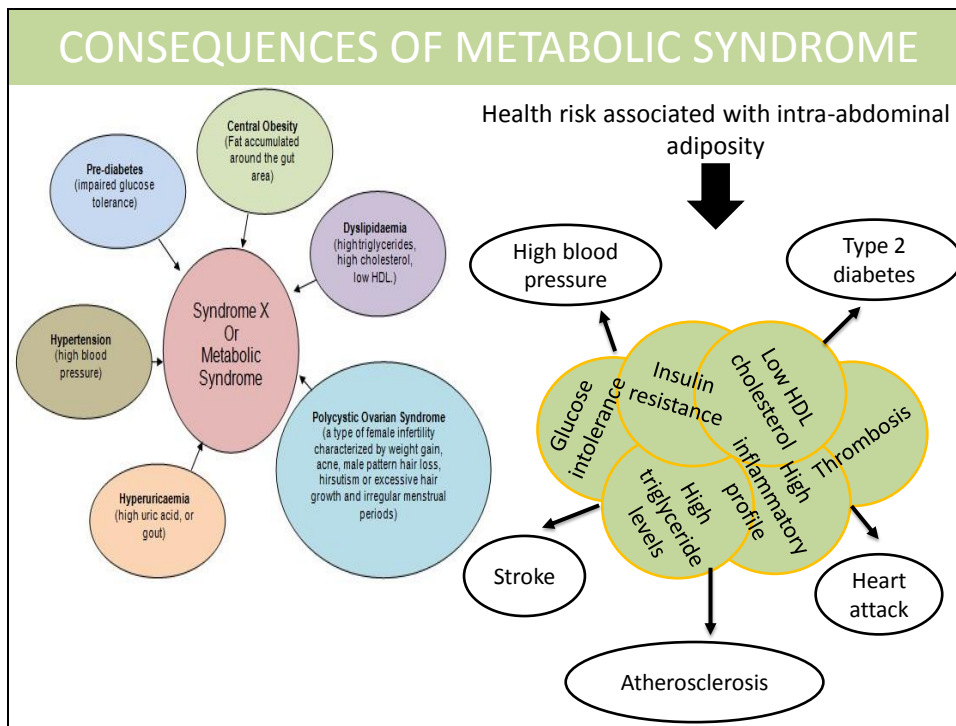 CONSEQUENCES OF METABOLIC SYNDROME
Central Obesity
(Fat accumulated
around the gut
area)
Pre-diabetes
(impaired glucose
tolerance)
Dyslipidaemia
(hightriglycerides,
high cholesterol,
low HDL.)
Syndrome X
Or
Metabolic
Syndrome
Hypertension
(high blood
pressure)
Polycystic Ovarian Syndrome
(a type of female infertility
characterized by weight gain,
acne, male pattern hair loss,
hirsutism or excessive hair
growth and irregular menstrual
periods)
Hyperuricaemia
(high uric acid, or
gout)
Health risk associated with intra-abdominal
adiposity
High blood
pressure
Type 2
diabetes
Glucose
intolerance
Insulin
resistance
Low HDL
cholesterol
Thrombosis
High
triglyceride
levels
High
inflammatory
profile
Stroke
Heart
attack
Atherosclerosis